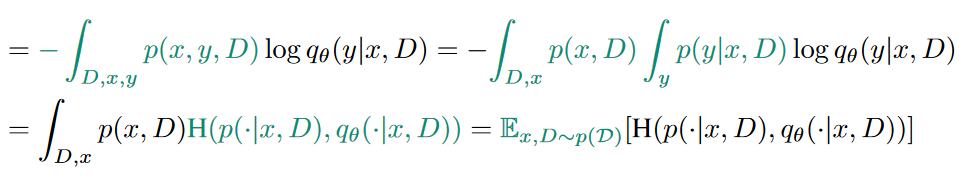 = − ∫_{D,x,y} p(x, y, D) log q_θ(y|x, D) = − ∫_{D,x} p(x, D) ∫_y p(y|x, D) log q_θ(y|x, D)
= ∫_{D,x} p(x, D)H(p(·|x, D), q_θ(·|x, D)) = 𝔼_{x,D∼p(𝒟)}[H(p(·|x, D), q_θ(·|x, D))]